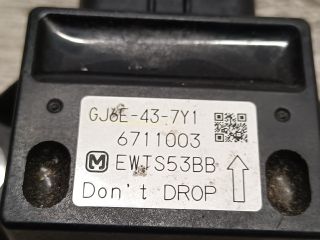 GJ6E-43-7Y1
6711003
M EWTS53BB
Don't DROP